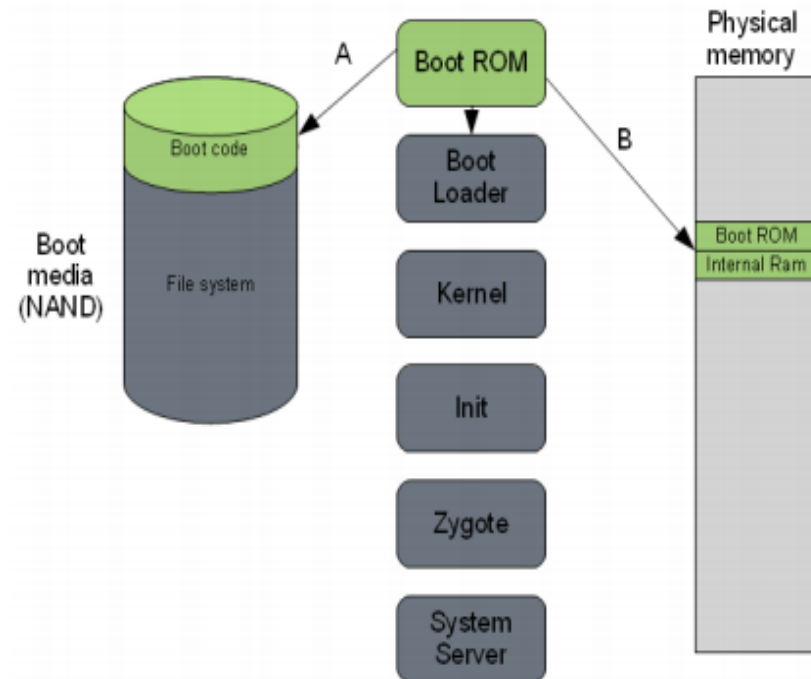 Physical
memory
A
Boot ROM
Boot code
B
Boot
Loader
Boot ROM
Internal Ram
Boot
media
(NAND)
File system
Kernel
Init
Zygote
System
Server